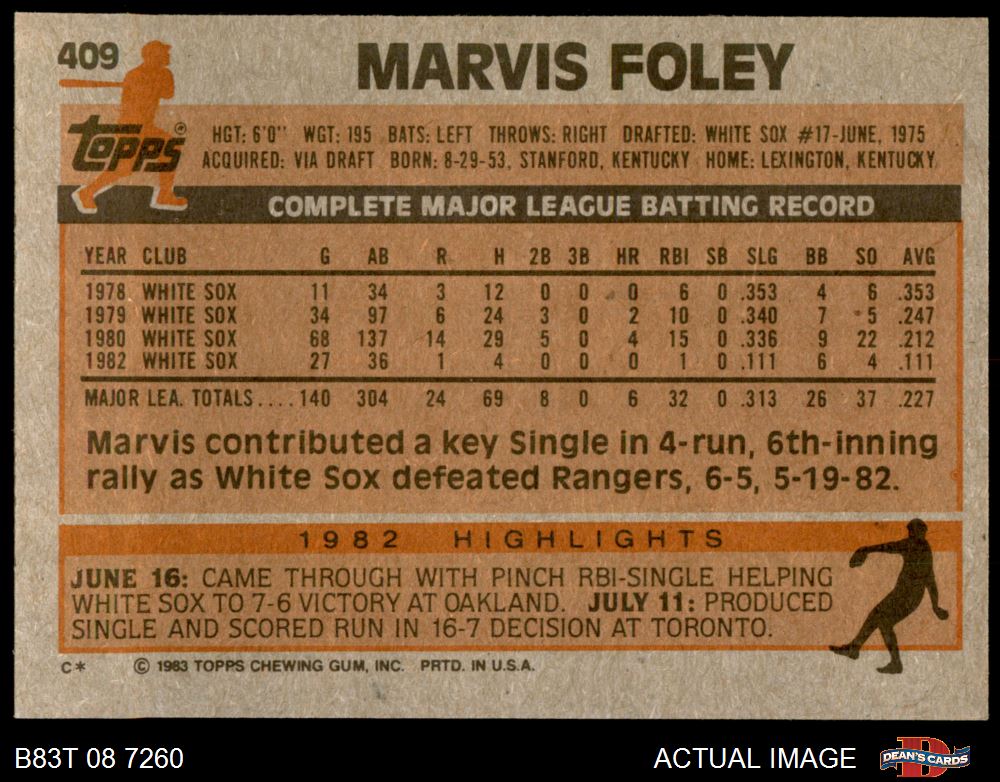 409
MARVIS FOLEY
Topps®
HGT: 6'0" WGT: 195 BATS: LEFT THROWS: RIGHT DRAFTED: WHITE SOX #17-JUNE, 1975
ACQUIRED: VIA DRAFT BORN: 8-29-53, STANFORD, KENTUCKY HOME: LEXINGTON, KENTUCKY
COMPLETE MAJOR LEAGUE BATTING RECORD
YEAR CLUB G AB R H 2B 3B HR RBI SB SLG BB SO AVG
1978 WHITE SOX 11 34 3 12 0 0 0 6 0 .353 4 6 .353
1979 WHITE SOX 34 97 6 24 3 0 2 10 0 .340 7 5 .247
1980 WHITE SOX 68 137 14 29 5 0 4 15 0 .336 9 22 .212
1982 WHITE SOX 27 36 1 4 0 0 0 1 0 .111 6 4 .111
MAJOR LEA. TOTALS....140 304 24 69 8 0 6 32 0 .313 26 37 .227
Marvis contributed a key Single in 4-run, 6th-inning
rally as White Sox defeated Rangers, 6-5, 5-19-82.
1982 HIGHLIGHTS
JUNE 16: CAME THROUGH WITH PINCH RBI-SINGLE HELPING
WHITE SOX TO 7-6 VICTORY AT OAKLAND. JULY 11: PRODUCED
SINGLE AND SCORED RUN IN 16-7 DECISION AT TORONTO.
C* © 1983 TOPPS CHEWING GUM, INC. PRTD. IN U.S.A.
B83T 08 7260
ACTUAL IMAGE
D
DEAN'S CARDS